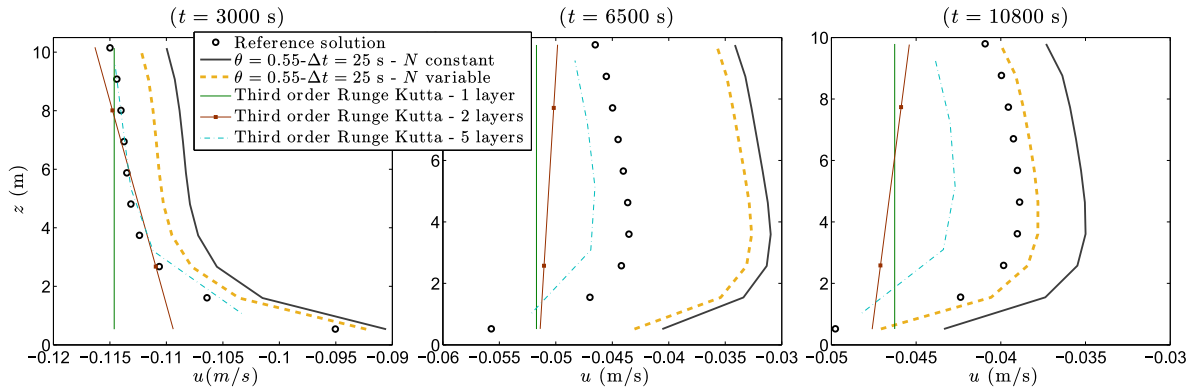 (t = 3000 s)
(t = 6500 s)
(t = 10800 s)
Reference solution
θ = 0.55-Δt = 25 s - N constant
θ = 0.55-Δt = 25 s - N variable
Third order Runge Kutta - 1 layer
Third order Runge Kutta - 2 layers
Third order Runge Kutta - 5 layers
z (m)
10
8
6
4
2
0
−0.12
−0.115
−0.11
−0.105
−0.1
−0.095
−0.09
u(m/s)
6
4
2
0
−0.06
−0.055
−0.05
−0.045
−0.04
−0.035
−0.03
u (m/s)
10
8
6
4
2
0
−0.05
−0.045
−0.04
−0.035
−0.03
u (m/s)